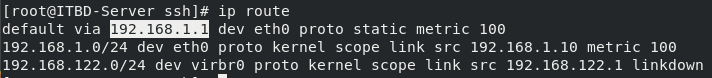 [root@ITBD-Server ssh]# ip route
default via 192.168.1.1 dev eth0 proto static metric 100
192.168.1.0/24 dev eth0 proto kernel scope link src 192.168.1.10 metric 100
192.168.122.0/24 dev virbr0 proto kernel scope link src 192.168.122.1 linkdown